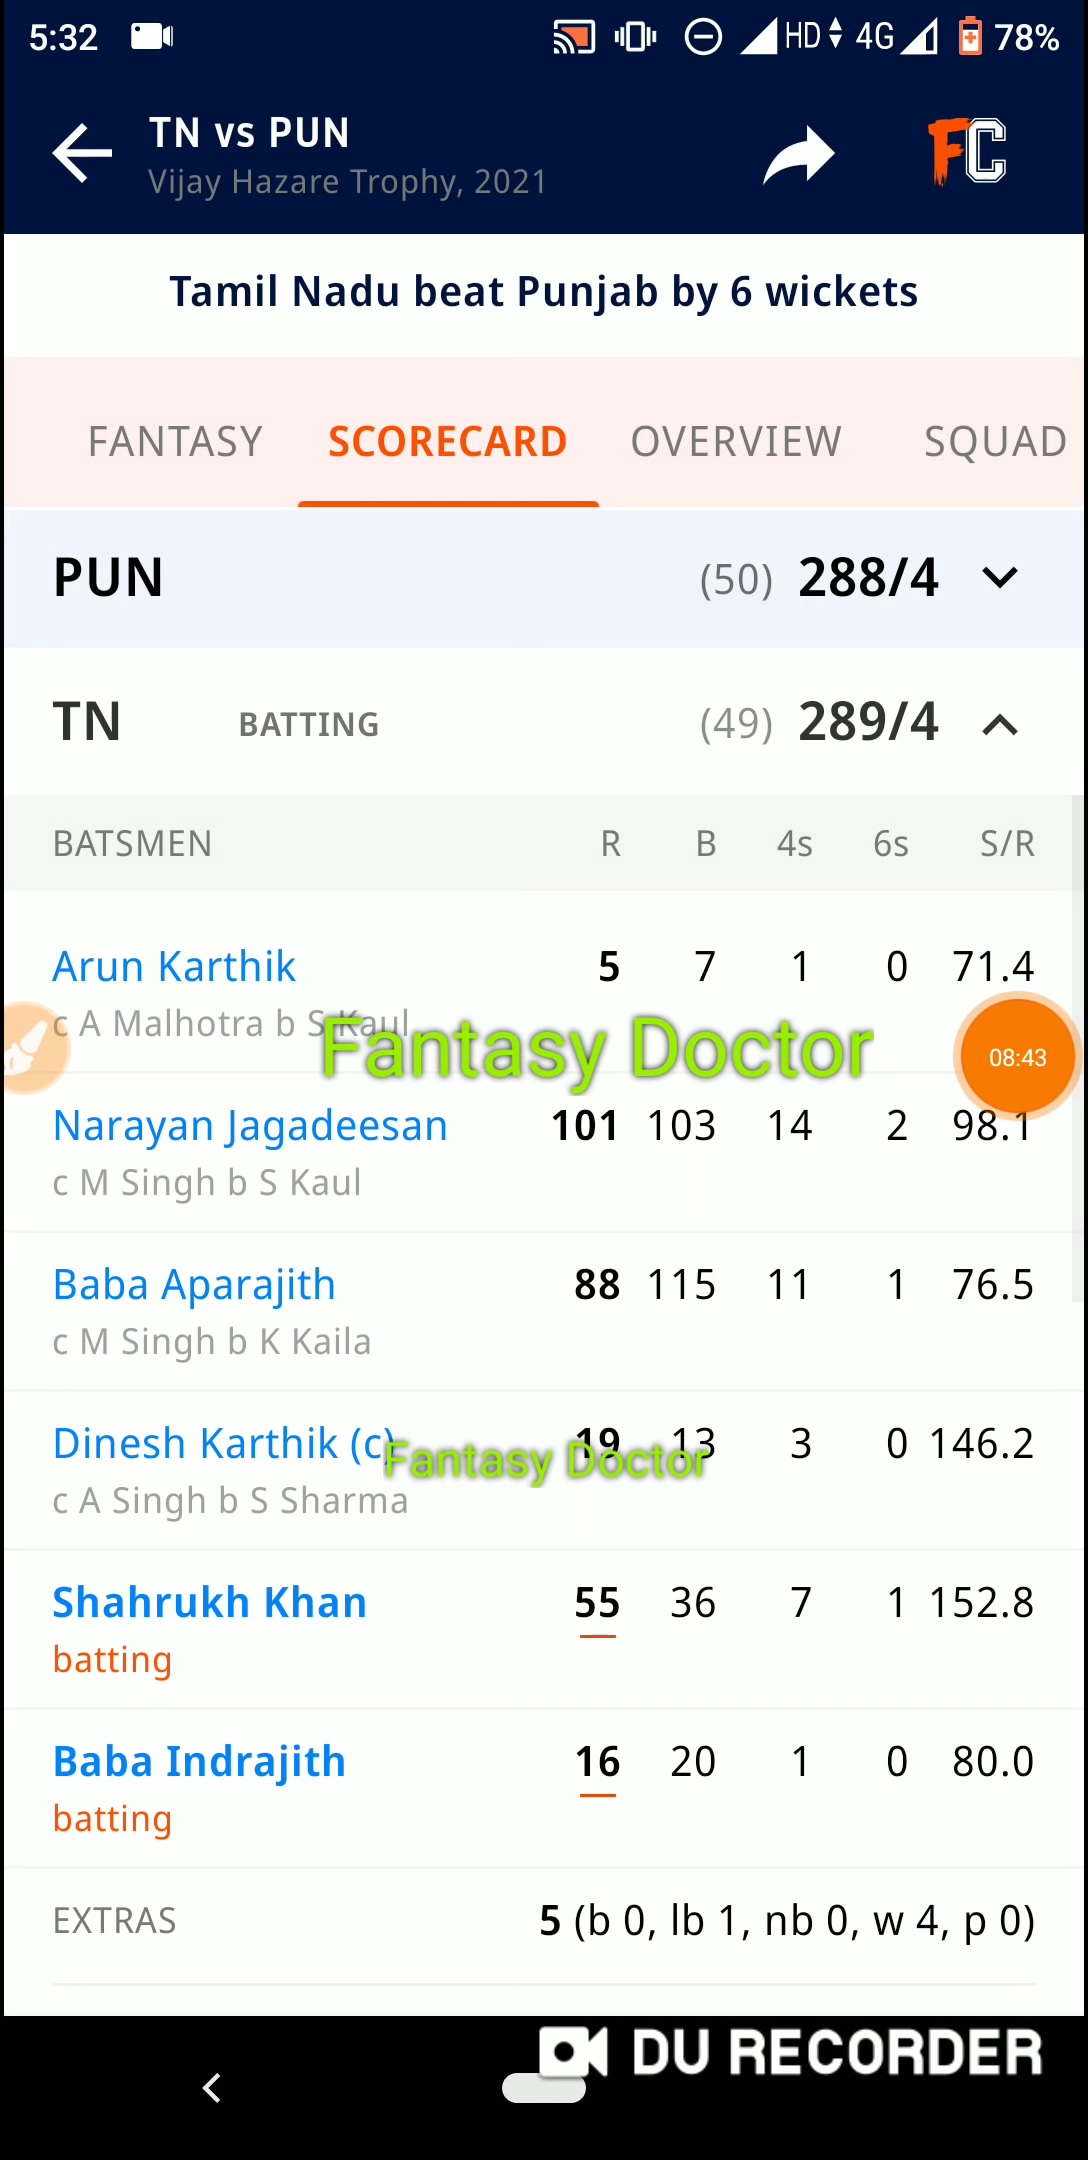 5:32 HD 4G 78%
TN vs PUN
Vijay Hazare Trophy, 2021
FC
Tamil Nadu beat Punjab by 6 wickets
FANTASY SCORECARD OVERVIEW SQUAD
PUN (50) 288/4
TN BATTING (49) 289/4
BATSMEN R B 4s 6s S/R
Arun Karthik 5 7 1 0 71.4
c A Malhotra b S Kaul
Fantasy Doctor
08:43
Narayan Jagadeesan 101 103 14 2 98.1
c M Singh b S Kaul
Baba Aparajith 88 115 11 1 76.5
c M Singh b K Kaila
Dinesh Karthik (c) 19 13 3 0 146.2
Fantasy Doctor
c A Singh b S Sharma
Shahrukh Khan 55 36 7 1 152.8
batting
Baba Indrajith 16 20 1 0 80.0
batting
EXTRAS 5 (b 0, lb 1, nb 0, w 4, p 0)
DU RECORDER